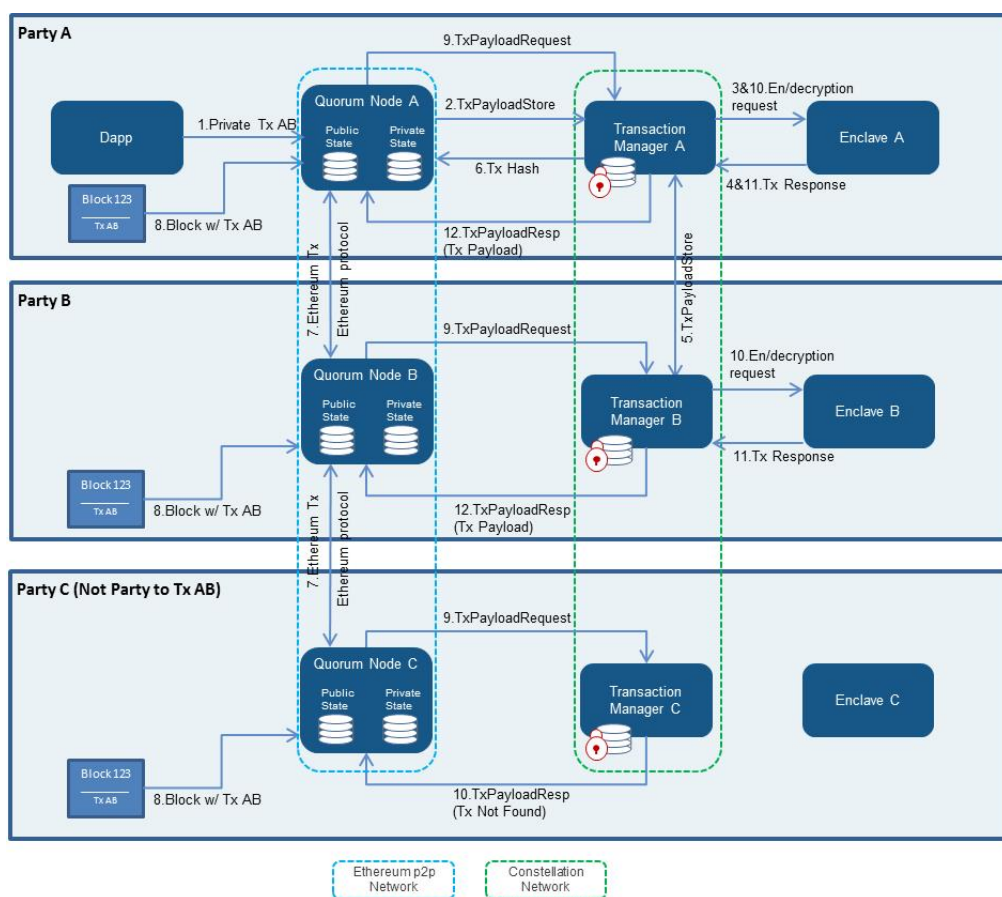 Party A
9.TxPayloadRequest
Dapp
1.Private Tx AB
Quorum Node A
Public
State
Private
State
2.TxPayloadStore
6.Tx Hash
Transaction
Manager A
3&10.En/decryption
request
Enclave A
4&11.Tx Response
Block123
Tx AB
8.Block w/ Tx AB
12.TxPayloadResp
(Tx Payload)
7.Ethereum Tx
Ethereum protocol
5.TxPayloadStore
Party B
9.TxPayloadRequest
Quorum Node B
Public
State
Private
State
Transaction
Manager B
10.En/decryption
request
Enclave B
11.Tx Response
Block123
Tx AB
8.Block w/ Tx AB
12.TxPayloadResp
(Tx Payload)
7.Ethereum Tx
Ethereum protocol
Party C (Not Party to Tx AB)
9.TxPayloadRequest
Quorum Node C
Public
State
Private
State
Transaction
Manager C
Enclave C
Block123
Tx AB
8.Block w/ Tx AB
10.TxPayloadResp
(Tx Not Found)
Ethereum p2p
Network
Constellation
Network